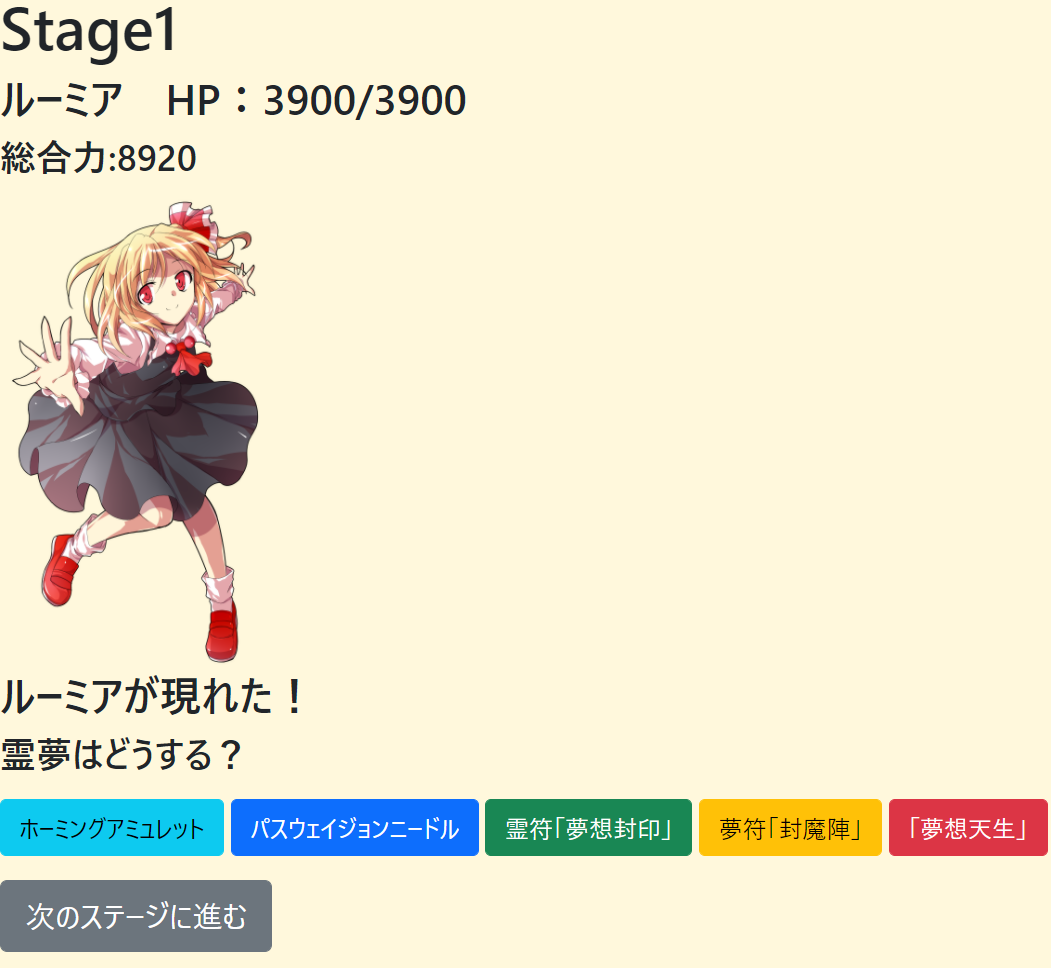 Stage1
ルーミア　HP：3900/3900
総合力:8920
ルーミアが現れた！
霊夢はどうする？
ホーミングアミュレット パスウェイジョンニードル 霊符「夢想封印」 夢符「封魔陣」 「夢想天生」
次のステージに進む